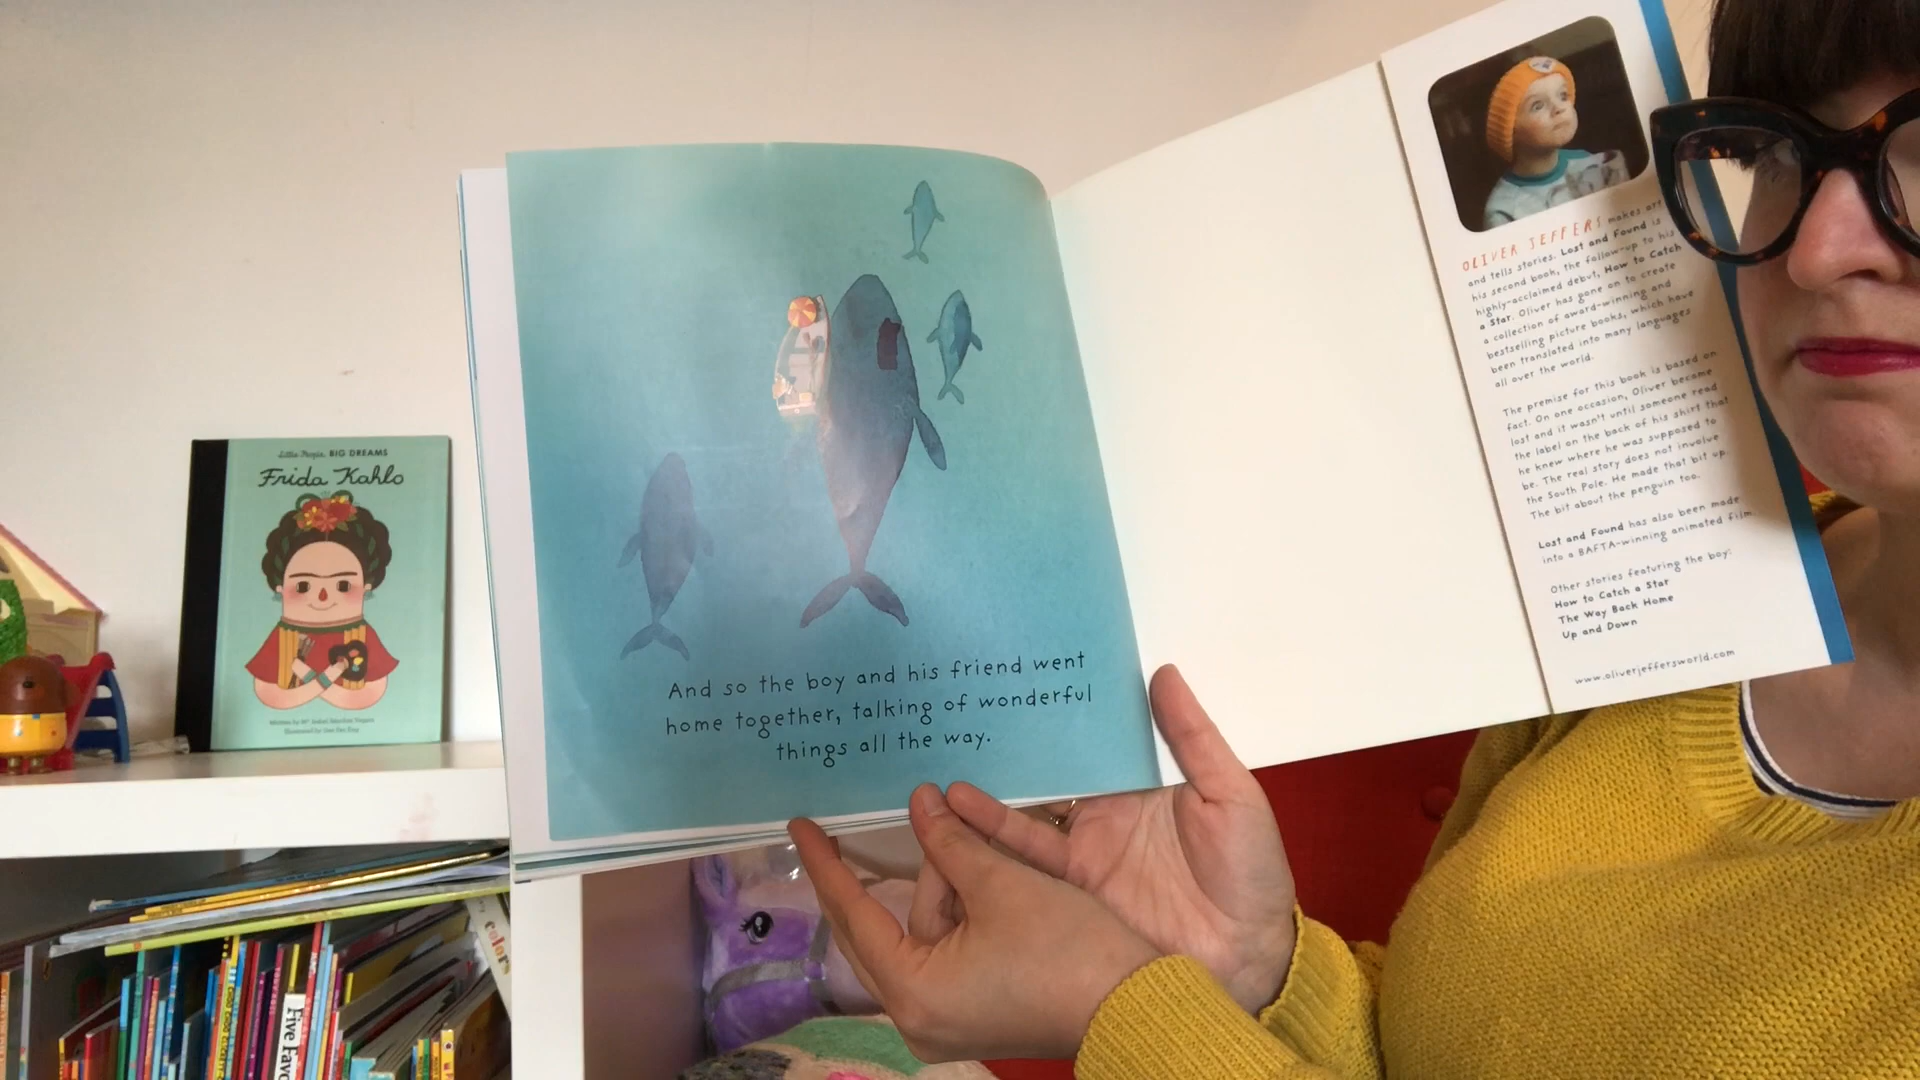 Little People, BIG DREAMS
Frida Kahlo
And so the boy and his friend went
home together, talking of wonderful
things all the way.
OLIVER JEFFERS makes art
and tells stories. Lost and Found is
his second book, the follow-up to his
highly-acclaimed debut, How to Catch
a Star. Oliver has gone on to create
a collection of award-winning and
bestselling picture books, which have
been translated into many languages
all over the world.
The premise for this book is based on
fact. On one occasion, Oliver became
lost and it wasn't until someone read
the label on the back of his shirt that
he knew where he was supposed to
be. The real story does not involve
the South Pole. He made that bit up.
The bit about the penguin too.
Lost and Found has also been made
into a BAFTA-winning animated film.
Other stories featuring the boy:
How to Catch a Star
The Way Back Home
Up and Down
www.oliverjeffersworld.com
colors
Five Favo